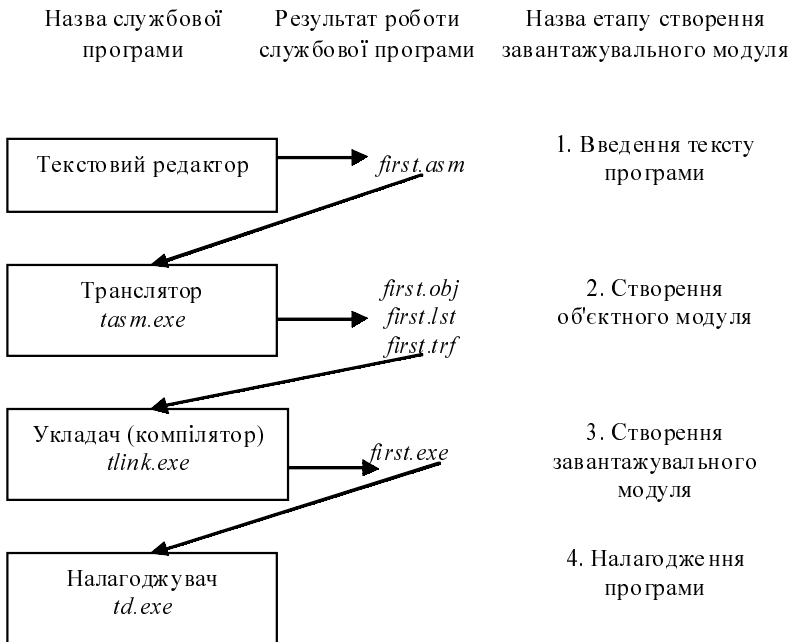 Назва службової
програми
Результат роботи
службової програми
Назва етапу створення
завантажувального модуля
Текстовий редактор
first.asm
1. Введення тексту
програми
Транслятор
tasm.exe
first.obj
first.lst
first.trf
2. Створення
об'єктного модуля
Укладач (компілятор)
tlink.exe
first.exe
3. Створення
завантажувального
модуля
Налагоджувач
td.exe
4. Налагодження
програми